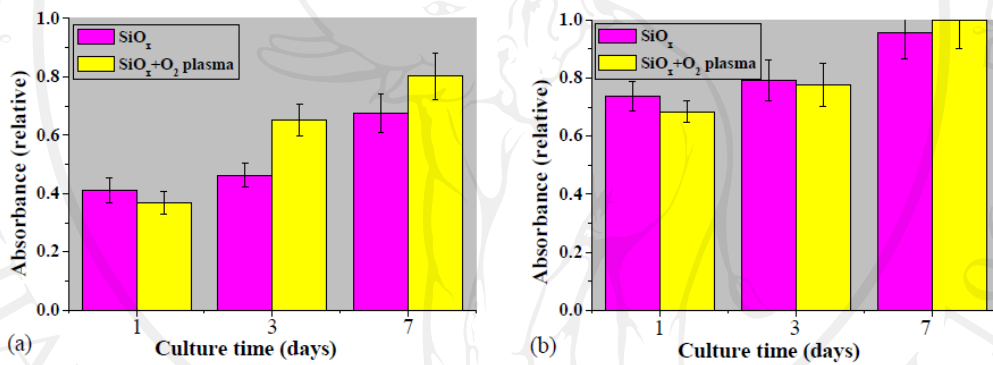 1.0
0.8
0.6
0.4
0.2
0.0
Absorbance (relative)
SiOₓ
SiOₓ+O₂ plasma
1 3 7
Culture time (days)
(a)
1.0
0.8
0.6
0.4
0.2
0.0
Absorbance (relative)
SiOₓ
SiOₓ+O₂ plasma
1 3 7
Culture time (days)
(b)